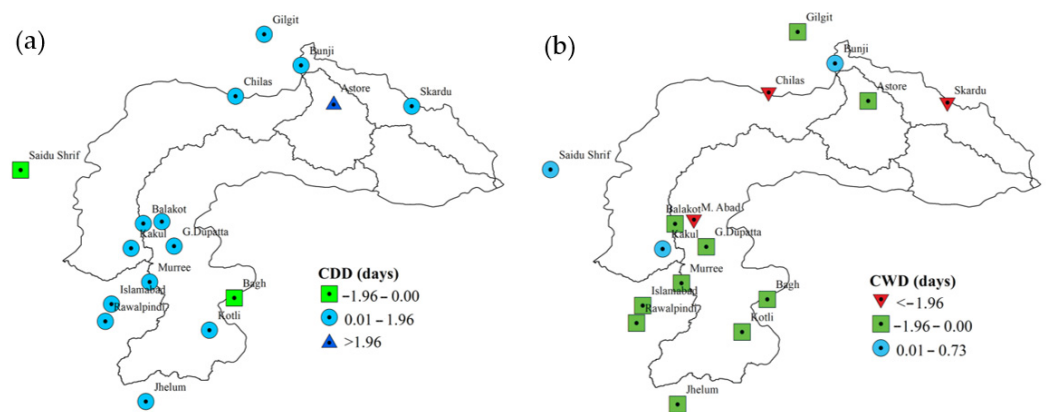 (a)
Gilgit
Bunji
Chilas
Astore
Skardu
Saidu Shrif
Balakot
Kakul
G.Dupatta
Murree
Bagh
Islamabad
Rawalpindi
Kotli
Jhelum
CDD (days)
-1.96 – 0.00
0.01 – 1.96
>1.96
(b)
Gilgit
Bunji
Chilas
Astore
Skardu
Saidu Shrif
Balakot
M. Abad
Kakul
G.Dupatta
Murree
Bagh
Islamabad
Rawalpindi
Kotli
Jhelum
CWD (days)
<-1.96
-1.96 – 0.00
0.01 – 0.73